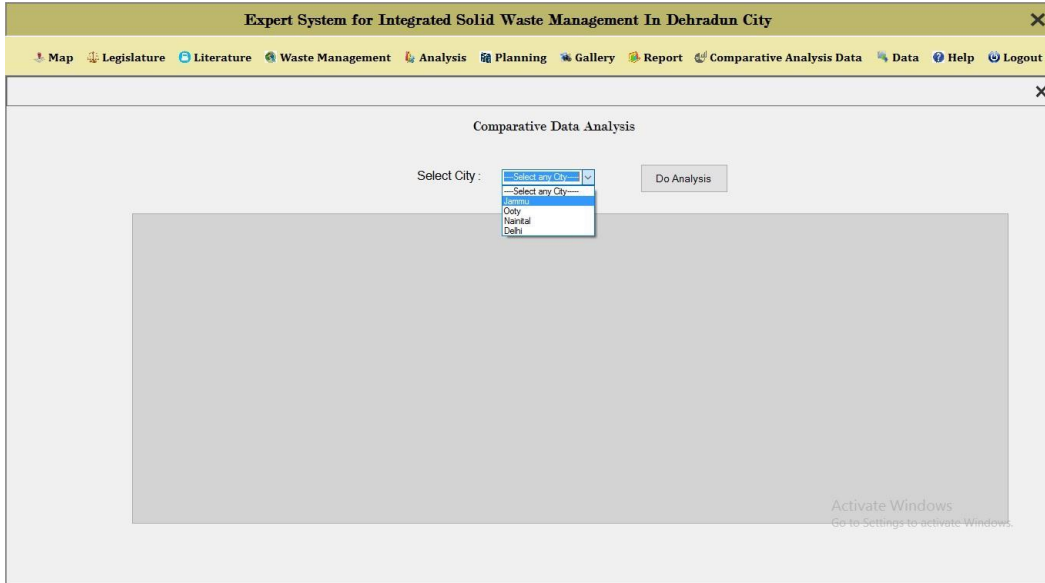 Expert System for Integrated Solid Waste Management In Dehradun City
Map Legislature Literature Waste Management Analysis Planning Gallery Report Comparative Analysis Data Data Help Logout
Comparative Data Analysis
Select City : ----Select any City----- Do Analysis
----Select any City-----
Jammu
Ooty
Nainital
Delhi
Activate Windows
Go to Settings to activate Windows.